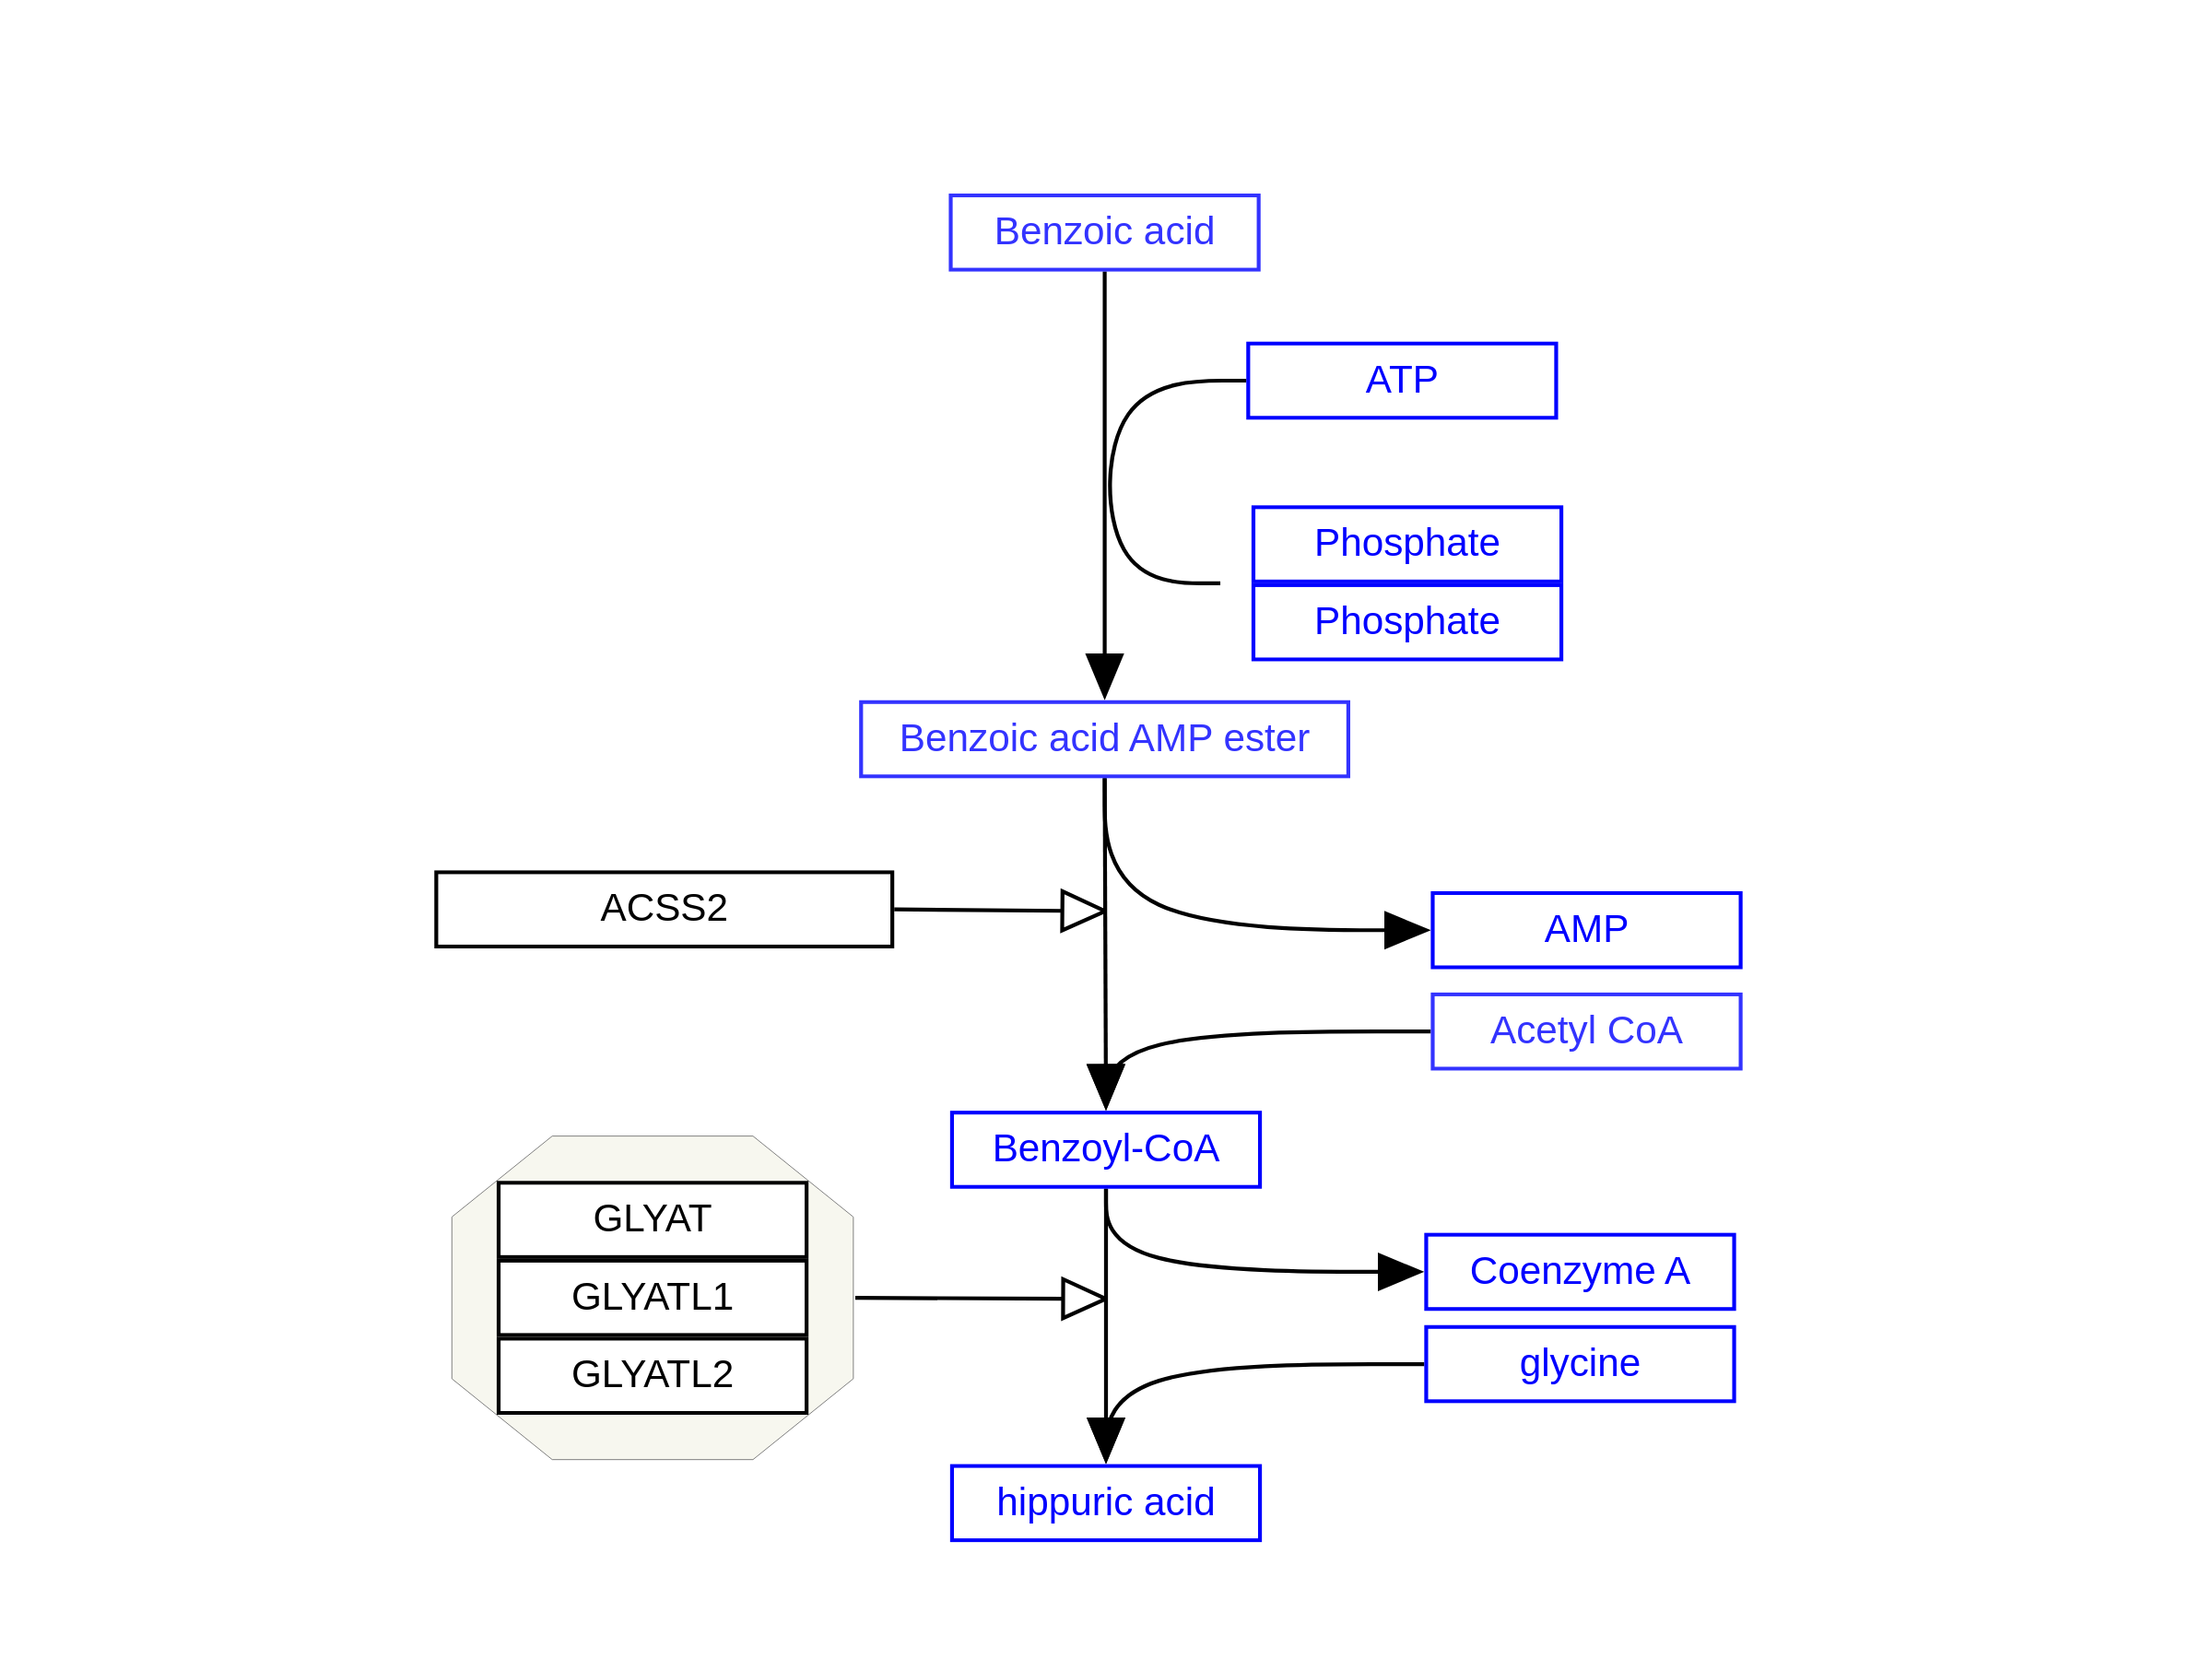 Benzoic acid
ATP
Phosphate
Phosphate
Benzoic acid AMP ester
ACSS2
AMP
Acetyl CoA
Benzoyl-CoA
GLYAT
GLYATL1
GLYATL2
Coenzyme A
glycine
hippuric acid